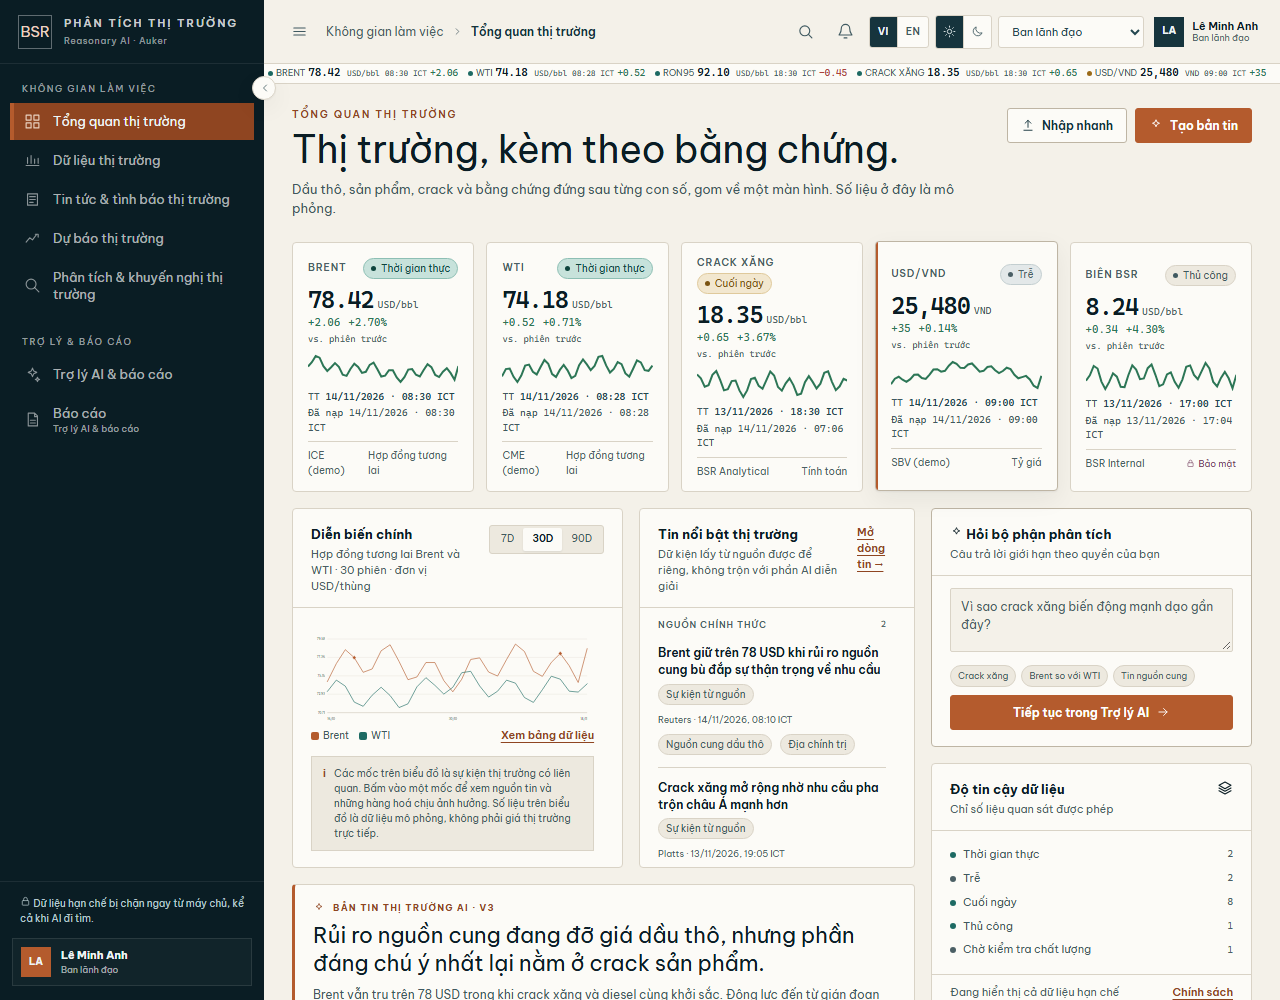 BSR
PHÂN TÍCH THỊ TRƯỜNG
Reasonary AI · Auker
KHÔNG GIAN LÀM VIỆC
Tổng quan thị trường
Dữ liệu thị trường
Tin tức & tình báo thị trường
Dự báo thị trường
Phân tích & khuyến nghị thị
trường
TRỢ LÝ & BÁO CÁO
Trợ lý AI & báo cáo
Báo cáo
Trợ lý AI & báo cáo
Dữ liệu hạn chế bị chặn ngay từ máy chủ, kể
cả khi AI đi tìm.
LA
Lê Minh Anh
Ban lãnh đạo
Không gian làm việc
Tổng quan thị trường
VI EN
Ban lãnh đạo
LA
Lê Minh Anh
Ban lãnh đạo
BRENT 78.42 USD/bbl 08:30 ICT +2.06 WTI 74.18 USD/bbl 08:28 ICT +0.52 RON95 92.10 USD/bbl 18:30 ICT −0.45 CRACK XĂNG 18.35 USD/bbl 18:30 ICT +0.65 USD/VND 25,480 VND 09:00 ICT +35
TỔNG QUAN THỊ TRƯỜNG
Thị trường, kèm theo bằng chứng.
Dầu thô, sản phẩm, crack và bằng chứng đứng sau từng con số, gom về một màn hình. Số liệu ở đây là mô
phỏng.
Nhập nhanh
Tạo bản tin
BRENT
Thời gian thực
78.42 USD/bbl
+2.06 +2.70%
vs. phiên trước
TT 14/11/2026 · 08:30 ICT
Đã nạp 14/11/2026 · 08:30
ICT
ICE
(demo)
Hợp đồng tương
lai
WTI
Thời gian thực
74.18 USD/bbl
+0.52 +0.71%
vs. phiên trước
TT 14/11/2026 · 08:28 ICT
Đã nạp 14/11/2026 · 08:28
ICT
CME
(demo)
Hợp đồng tương
lai
CRACK XĂNG
Cuối ngày
18.35 USD/bbl
+0.65 +3.67%
vs. phiên trước
TT 13/11/2026 · 18:30 ICT
Đã nạp 14/11/2026 · 07:06
ICT
BSR Analytical
Tính toán
USD/VND
Trễ
25,480 VND
+35 +0.14%
vs. phiên trước
TT 14/11/2026 · 09:00 ICT
Đã nạp 14/11/2026 · 09:00
ICT
SBV (demo)
Tỷ giá
BIÊN BSR
Thủ công
8.24 USD/bbl
+0.34 +4.30%
vs. phiên trước
TT 13/11/2026 · 17:00 ICT
Đã nạp 13/11/2026 · 17:04
ICT
BSR Internal
Bảo mật
Diễn biến chính
Hợp đồng tương lai Brent và
WTI · 30 phiên · đơn vị
USD/thùng
7D 30D 90D
Brent
WTI
Xem bảng dữ liệu
i Các mốc trên biểu đồ là sự kiện thị trường có liên
quan. Bấm vào một mốc để xem nguồn tin và
những hàng hoá chịu ảnh hưởng. Số liệu trên biểu
đồ là dữ liệu mô phỏng, không phải giá thị trường
trực tiếp.
Tin nổi bật thị trường
Dữ kiện lấy từ nguồn được để
riêng, không trộn với phần AI diễn
giải
Mở
dòng
tin →
NGUỒN CHÍNH THỨC 2
Brent giữ trên 78 USD khi rủi ro nguồn
cung bù đắp sự thận trọng về nhu cầu
Sự kiện từ nguồn
Reuters · 14/11/2026, 08:10 ICT
Nguồn cung dầu thô
Địa chính trị
Crack xăng mở rộng nhờ nhu cầu pha
trộn châu Á mạnh hơn
Sự kiện từ nguồn
Platts · 13/11/2026, 19:05 ICT
Hỏi bộ phận phân tích
Câu trả lời giới hạn theo quyền của bạn
Vì sao crack xăng biến động mạnh dạo gần
đây?
Crack xăng
Brent so với WTI
Tin nguồn cung
Tiếp tục trong Trợ lý AI →
Độ tin cậy dữ liệu
Chỉ số liệu quan sát được phép
Thời gian thực 2
Trễ 2
Cuối ngày 8
Thủ công 1
Chờ kiểm tra chất lượng 1
Đang hiển thị cả dữ liệu hạn chế
Chính sách
BẢN TIN THỊ TRƯỜNG AI · V3
Rủi ro nguồn cung đang đỡ giá dầu thô, nhưng phần
đáng chú ý nhất lại nằm ở crack sản phẩm.
Brent vẫn trụ trên 78 USD trong khi crack xăng và diesel cùng khởi sắc. Động lực đến từ gián đoạn